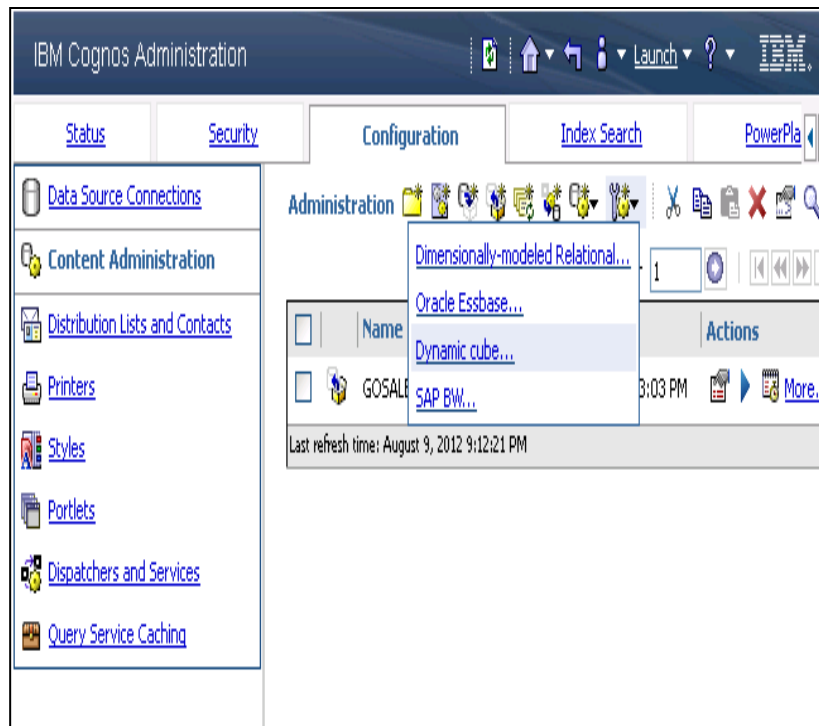 IBM Cognos Administration Launch ? IBM.
Status Security Configuration Index Search PowerPla
Data Source Connections
Administration
Content Administration
Dimensionally-modeled Relational...
1
Distribution Lists and Contacts
Oracle Essbase...
Name Actions
Dynamic cube...
Printers
GOSALE 3:03 PM More.
SAP BW...
Styles
Last refresh time: August 9, 2012 9:12:21 PM
Portlets
Dispatchers and Services
Query Service Caching